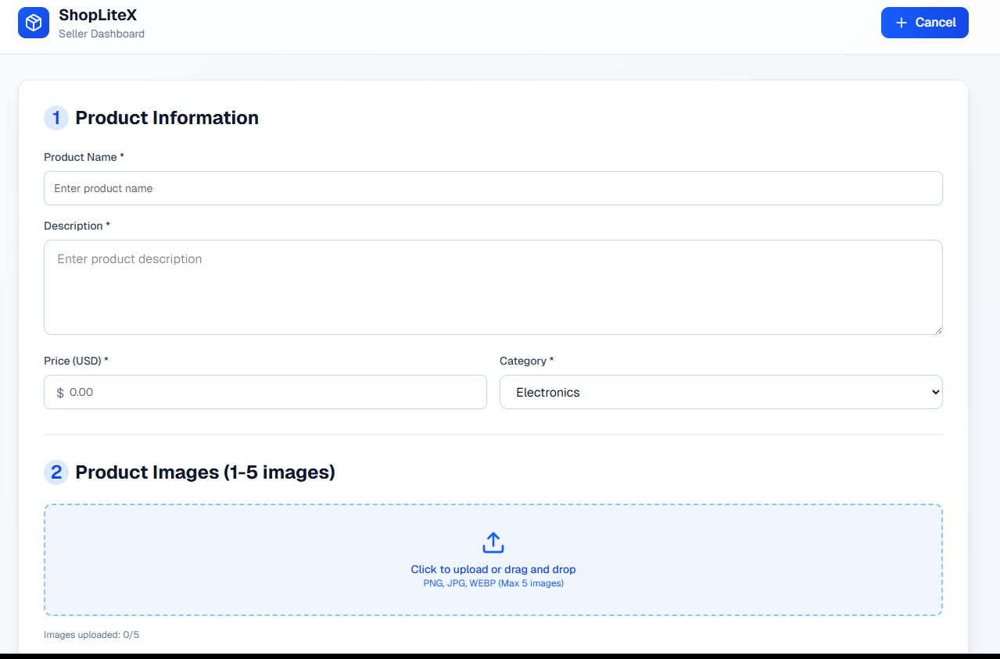 ShopLiteX
Seller Dashboard
Cancel
1 Product Information
Product Name *
Enter product name
Description *
Enter product description
Price (USD) *
Category *
$ 0.00
Electronics
2 Product Images (1-5 images)
Click to upload or drag and drop
PNG, JPG, WEBP (Max 5 images)
Images uploaded: 0/5